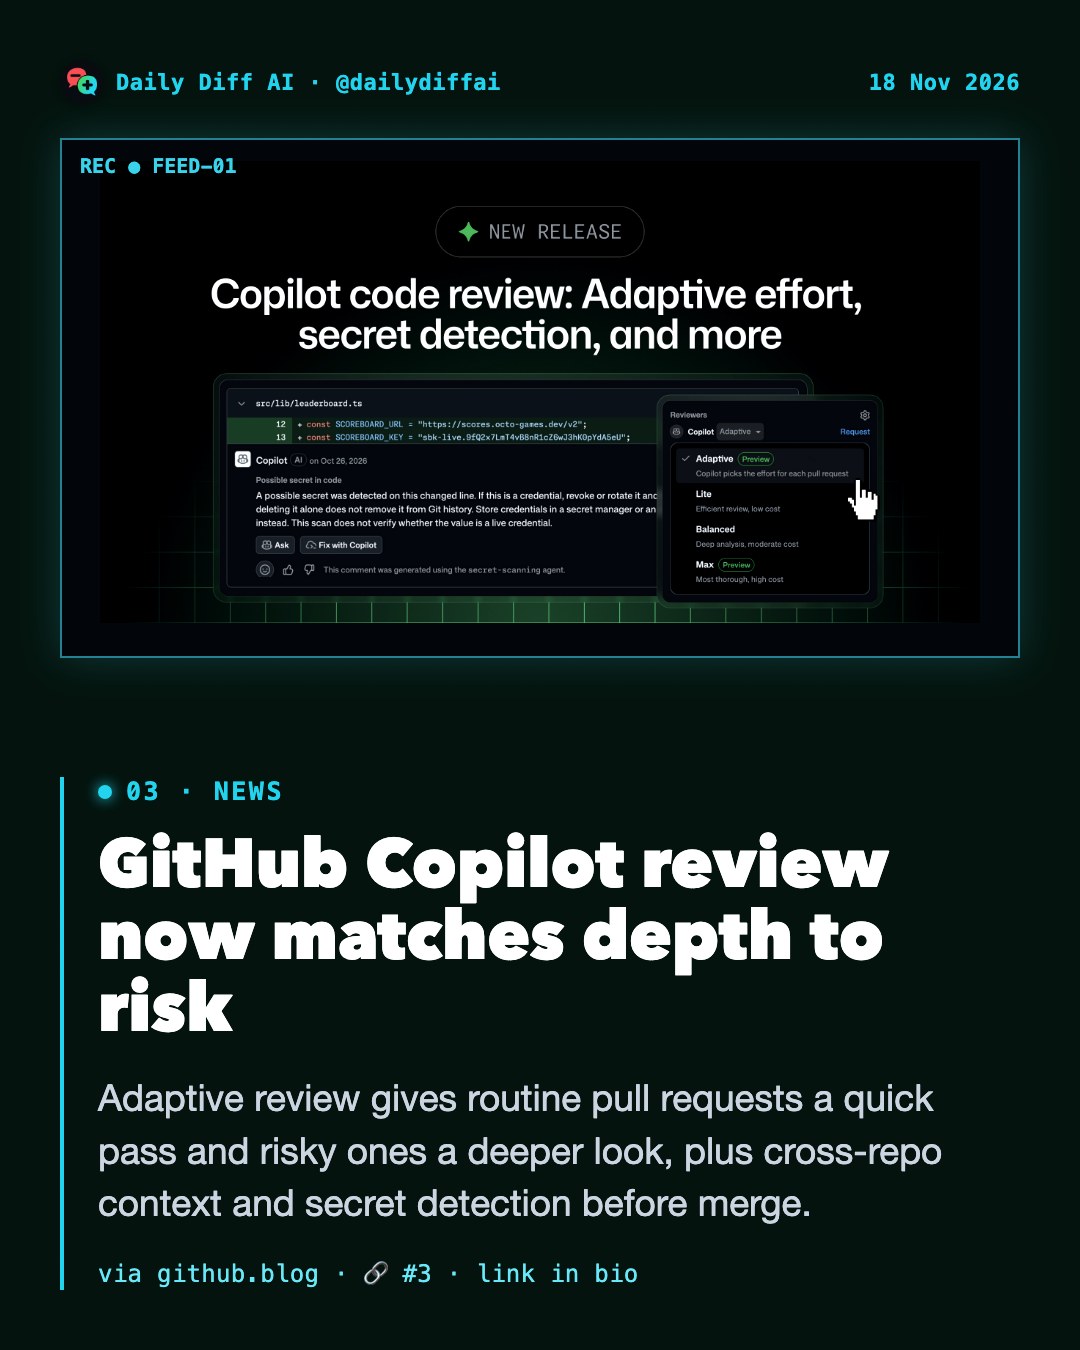 Daily Diff AI · @dailydiffai
18 Nov 2026
REC ● FEED-01
NEW RELEASE
Copilot code review: Adaptive effort,
secret detection, and more
src/lib/leaderboard.ts
12 + const SCOREBOARD_URL = "https://scores.octo-games.dev/v2";
13 + const SCOREBOARD_KEY = "sbk-live.9fQ2x7LmT4vB8nR1cZ6wJ3hK0pYdA5eU";
Copilot AI on Oct 26, 2026
Possible secret in code
A possible secret was detected on this changed line. If this is a credential, revoke or rotate it and
deleting it alone does not remove it from Git history. Store credentials in a secret manager or an
instead. This scan does not verify whether the value is a live credential.
Ask
Fix with Copilot
This comment was generated using the secret-scanning agent.
Reviewers
Copilot Adaptive Request
Adaptive Preview
Copilot picks the effort for each pull request
Lite
Efficient review, low cost
Balanced
Deep analysis, moderate cost
Max Preview
Most thorough, high cost
03 · NEWS
GitHub Copilot review
now matches depth to
risk
Adaptive review gives routine pull requests a quick
pass and risky ones a deeper look, plus cross-repo
context and secret detection before merge.
via github.blog · 🔗 #3 · link in bio